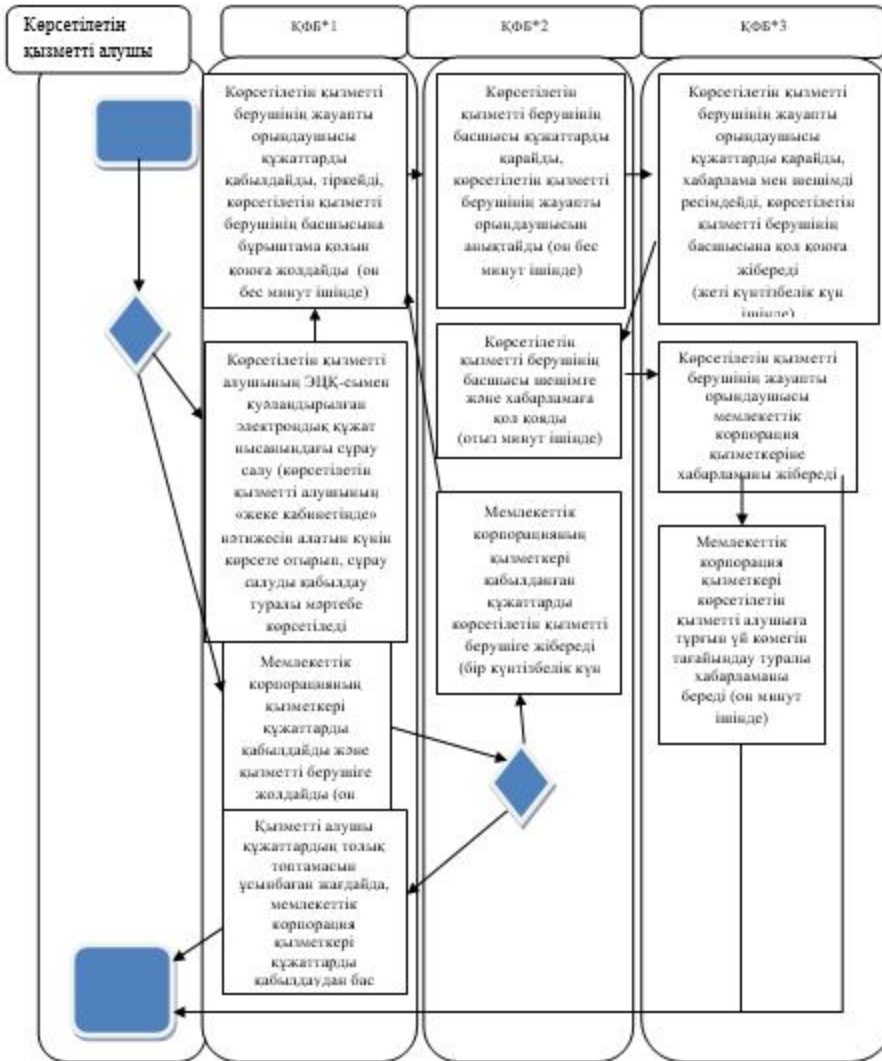 Көрсетілетін
қызметті алушы
ҚФБ*1
ҚФБ*2
ҚФБ*3
Көрсетілетін қызметті
берушінің жауапты
орындаушысы
құжаттарды
қабылдайды, тіркейді,
көрсетілетін қызметті
берушінің басшысына
бұрыштама қолын
қоюға жолдайды (он
бес минут ішінде)
Көрсетілетін
қызметті берушінің
басшысы құжаттарды
қарайды,
көрсетілетін қызметті
берушінің жауапты
орындаушысын
анықтайды (он бес
минут ішінде)
Көрсетілетін қызметті
берушінің жауапты
орындаушысы
құжаттарды қарайды,
хабарлама мен шешімді
ресімдейді, көрсетілетін
қызметті берушінің
басшысына қол қоюға
жібереді
(жеті күнтізбелік күн
ішінде)
Көрсетілетін қызметті
алушының ЭЦҚ-сымен
куәландырылған
электрондық құжат
нысанындағы сұрау
салу (көрсетілетін
қызметті алушының
«жеке кабинетінде»
нәтижесін алатын күнін
көрсете отырып, сұрау
салуды қабылдау
туралы мәртебе
көрсетіледі
Көрсетілетін
қызметті берушінің
басшысы шешімге
және хабарламаға
қол қояды
(отыз минут ішінде)
Көрсетілетін қызметті
берушінің жауапты
орындаушысы
мемлекеттік
корпорация
қызметкеріне
хабарламаны жібереді
Мемлекеттік
корпорацияның
қызметкері
қабылданған
құжаттарды
көрсетілетін қызметті
берушіге жібереді
(бір күнтізбелік күн
Мемлекеттік
корпорация
қызметкері
көрсетілетін
қызметті алушыға
тұрғын үй көмегін
тағайындау туралы
хабарламаны
береді (он минут
ішінде)
Мемлекеттік
корпорацияның
қызметкері
құжаттарды
қабылдайды және
қызметті берушіге
жолдайды (он
Қызметті алушы
құжаттардың толық
топтамасын
ұсынбаған жағдайда,
мемлекеттік
корпорация
қызметкері
құжаттарды
қабылдаудан бас